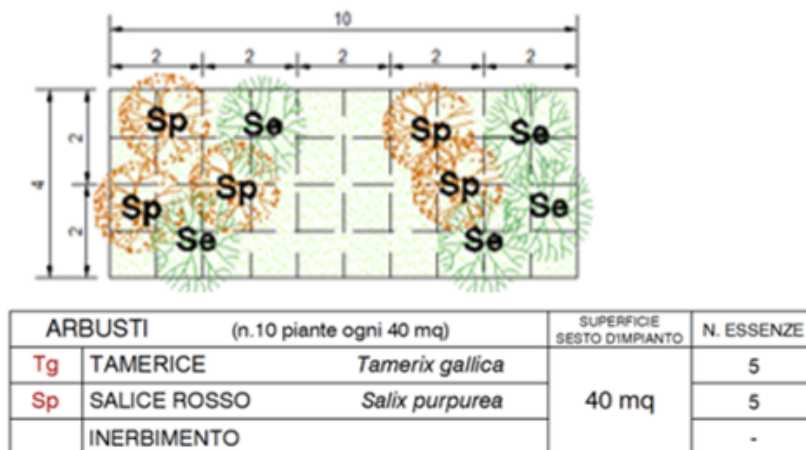 10
2 2 2 2 2
Sp Se Sp Se
2
4
Sp Sp Sp Se
2
Se Se
ARBUSTI (n.10 piante ogni 40 mq) SUPERFICIE SESTO D'IMPIANTO N. ESSENZE
Tg TAMERICE Tamerix gallica 5
Sp SALICE ROSSO Salix purpurea 40 mq 5
INERBIMENTO -